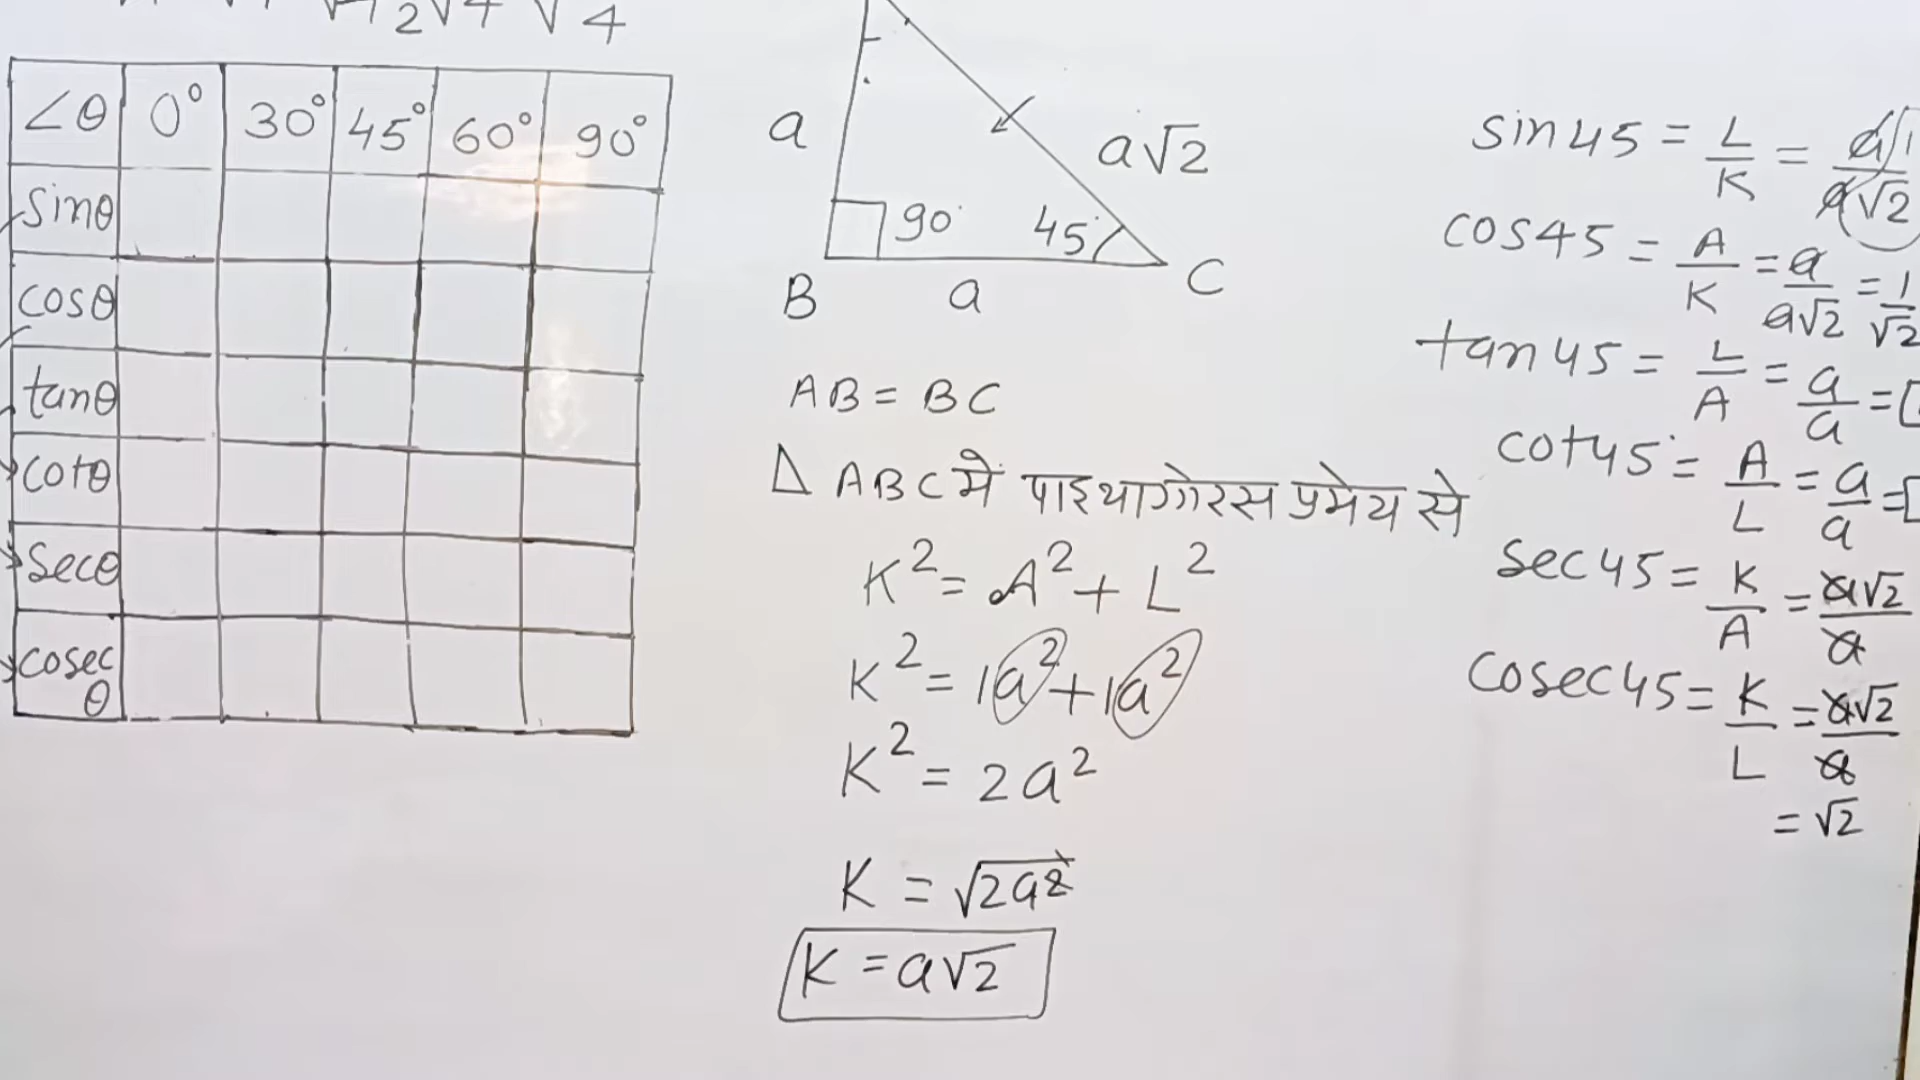 √4
∠θ 0° 30° 45° 60° 90°
sinθ
cosθ
tanθ
cotθ
secθ
cosec
θ
a
a√2
90° 45°
B a C
AB = BC
Δ ABC मे पाइथागोरस प्रमेय से
K² = A² + L²
K² = 1a² + 1a²
K² = 2a²
K = √2a²
K = a√2
sin45 = L/K = a/a√2
cos45 = A/K = a/a√2 = 1/√2
tan45 = L/A = a/a =
cot45 = A/L = a/a =
sec45 = K/A = a√2/a
cosec45 = K/L = a√2/a
= √2